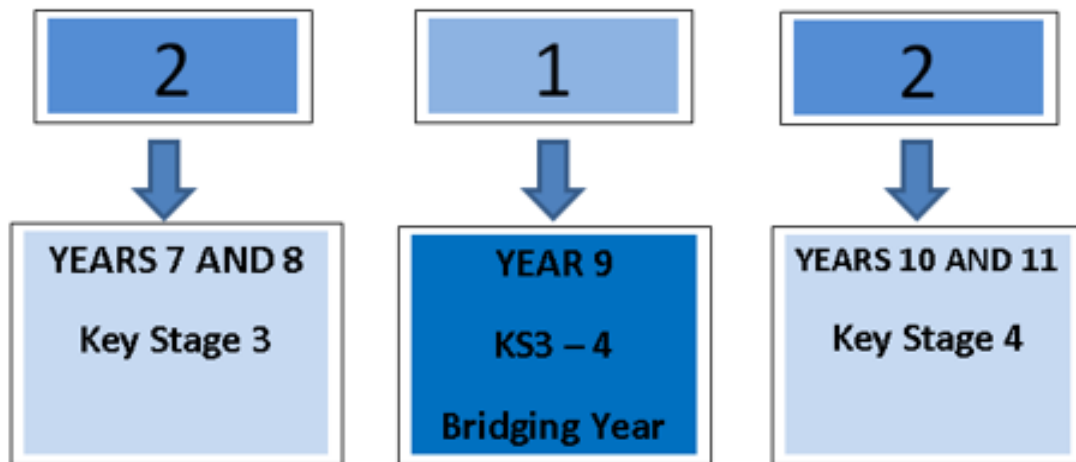 2
1
2
YEARS 7 AND 8
Key Stage 3
YEAR 9
KS3 – 4
Bridging Year
YEARS 10 AND 11
Key Stage 4